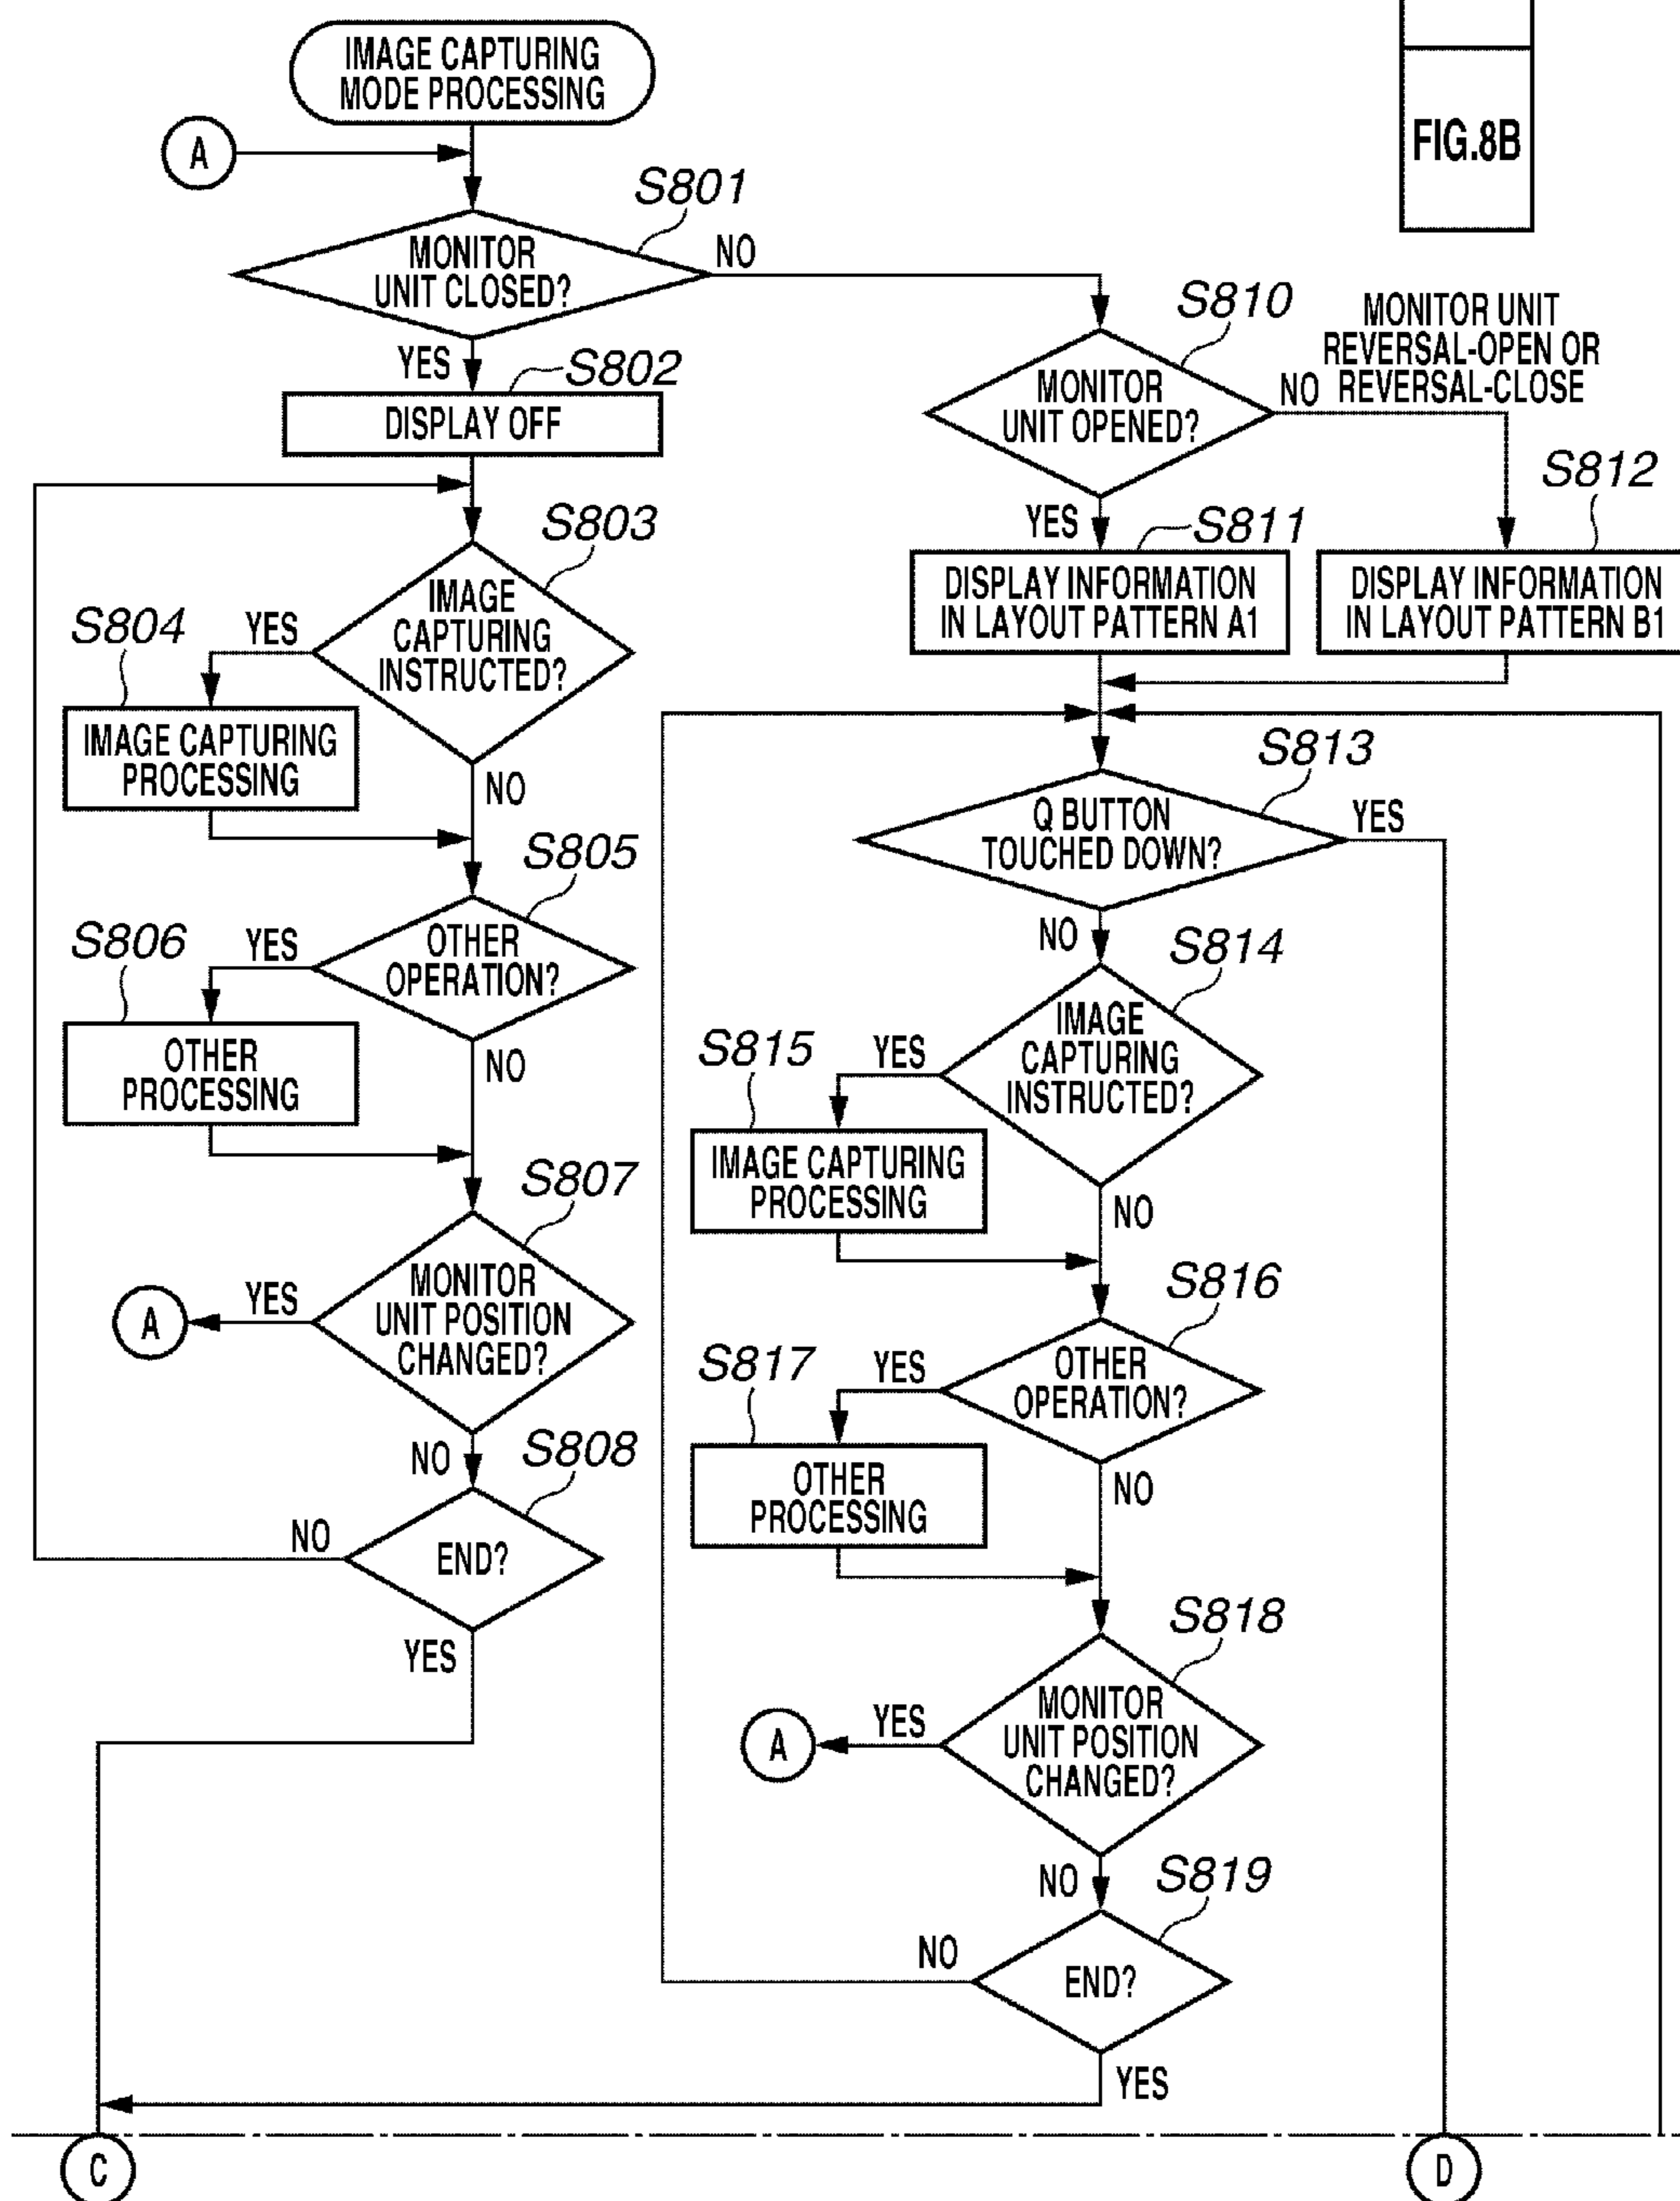 IMAGE CAPTURING
MODE PROCESSING
FIG.8B
A
S801
MONITOR
UNIT CLOSED?
NO
YES
S802
DISPLAY OFF
S803
IMAGE
CAPTURING
INSTRUCTED?
YES
S804
IMAGE CAPTURING
PROCESSING
NO
S805
OTHER
OPERATION?
YES
S806
OTHER
PROCESSING
NO
S807
MONITOR
UNIT POSITION
CHANGED?
YES
A
NO
S808
END?
NO
YES
S810
MONITOR
UNIT OPENED?
MONITOR UNIT
REVERSAL-OPEN OR
NO REVERSAL-CLOSE
YES
S811
DISPLAY INFORMATION
IN LAYOUT PATTERN A1
S812
DISPLAY INFORMATION
IN LAYOUT PATTERN B1
S813
Q BUTTON
TOUCHED DOWN?
YES
NO
S814
IMAGE
CAPTURING
INSTRUCTED?
YES
S815
IMAGE CAPTURING
PROCESSING
NO
S816
OTHER
OPERATION?
YES
S817
OTHER
PROCESSING
NO
S818
MONITOR
UNIT POSITION
CHANGED?
YES
A
NO
S819
END?
NO
YES
C
D